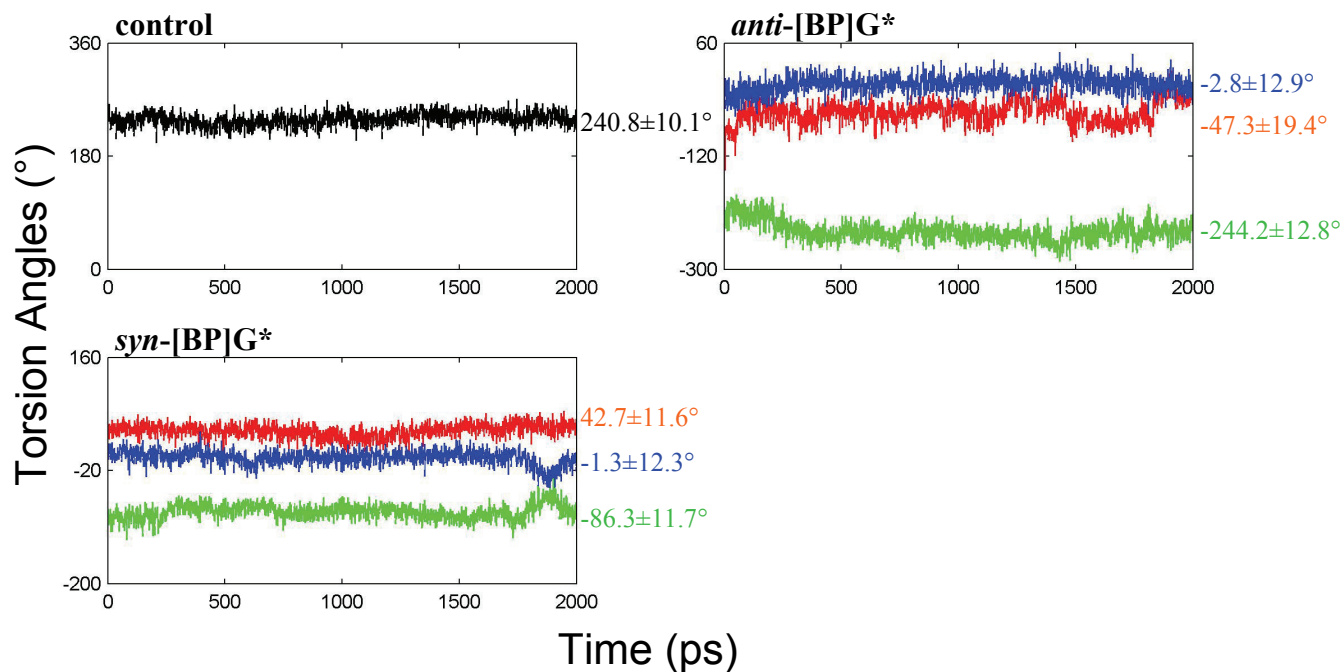 control
360
180
0
0 500 1000 1500 2000
240.8±10.1°
anti-[BP]G*
60
-120
-300
0 500 1000 1500 2000
-2.8±12.9°
-47.3±19.4°
-244.2±12.8°
syn-[BP]G*
160
-20
-200
0 500 1000 1500 2000
42.7±11.6°
-1.3±12.3°
-86.3±11.7°
Torsion Angles (°)
Time (ps)